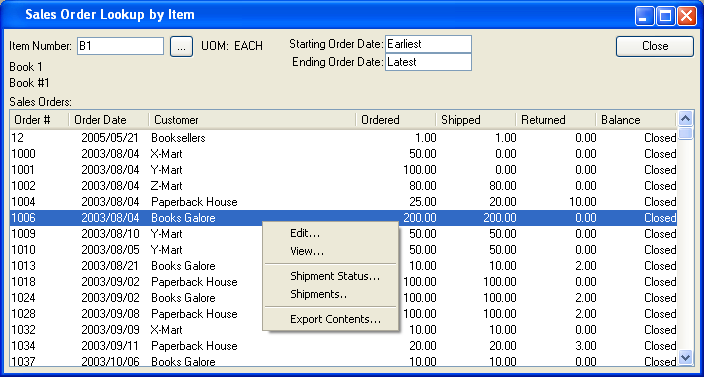 Sales Order Lookup by Item
Item Number: B1 ... UOM: EACH Starting Order Date: Earliest Close
Ending Order Date: Latest
Book 1
Book #1
Sales Orders:
Order # Order Date Customer Ordered Shipped Returned Balance
12 2005/05/21 Booksellers 1.00 1.00 0.00 Closed
1000 2003/08/04 X-Mart 50.00 0.00 0.00 Closed
1001 2003/08/04 Y-Mart 100.00 0.00 0.00 Closed
1002 2003/08/04 Z-Mart 80.00 80.00 0.00 Closed
1004 2003/08/04 Paperback House 25.00 20.00 10.00 Closed
1006 2003/08/04 Books Galore 200.00 200.00 0.00 Closed
1009 2003/08/10 Y-Mart 50.00 50.00 0.00 Closed
1010 2003/08/05 Y-Mart 50.00 50.00 0.00 Closed
1013 2003/08/21 Books Galore 10.00 10.00 2.00 Closed
1018 2003/09/02 Paperback House 100.00 100.00 0.00 Closed
1024 2003/09/02 Books Galore 100.00 100.00 2.00 Closed
1028 2003/09/08 Paperback House 100.00 100.00 2.00 Closed
1032 2003/09/09 X-Mart 10.00 10.00 0.00 Closed
1034 2003/09/11 Paperback House 20.00 20.00 3.00 Closed
1037 2003/10/06 Books Galore 10.00 10.00 0.00 Closed
Edit...
View...
Shipment Status...
Shipments..
Export Contents...